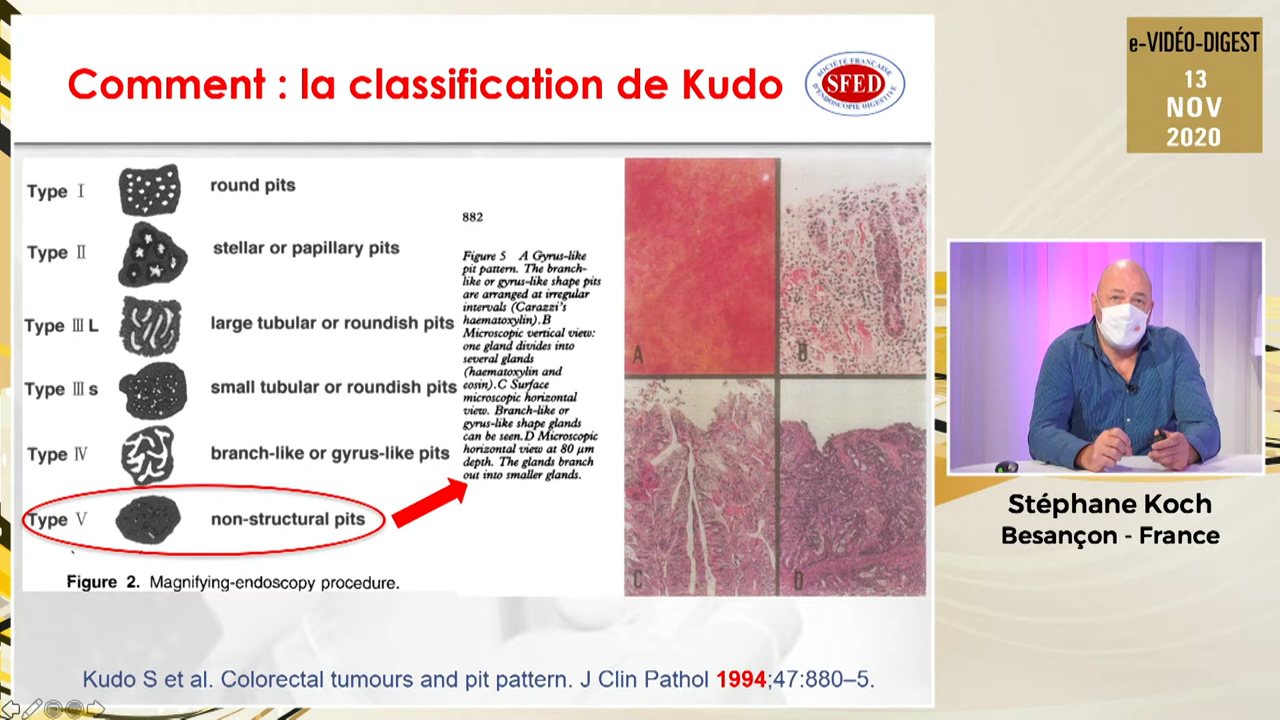 Comment : la classification de Kudo
SOCIÉTÉ FRANÇAISE
SFED
D'ENDOSCOPIE DIGESTIVE
e-VIDÉO-DIGEST
13
NOV
2020
Type I round pits
Type II stellar or papillary pits
Type III L large tubular or roundish pits
Type III s small tubular or roundish pits
Type IV branch-like or gyrus-like pits
Type V non-structural pits
Figure 2. Magnifying-endoscopy procedure.
882
Figure 5 A Gyrus-like
pit pattern. The branch-
like or gyrus-like shape pits
are arranged at irregular
intervals (Carazzi's
haematoxylin).B
Microscopic vertical view:
one gland divides into
several glands
(haematoxylin and
eosin).C Surface
microscopic horizontal
view. Branch-like or
gyrus-like shape glands
can be seen.D Microscopic
horizontal view at 80 µm
depth. The glands branch
out into smaller glands.
A
B
C
D
Stéphane Koch
Besançon - France
Kudo S et al. Colorectal tumours and pit pattern. J Clin Pathol 1994;47:880–5.